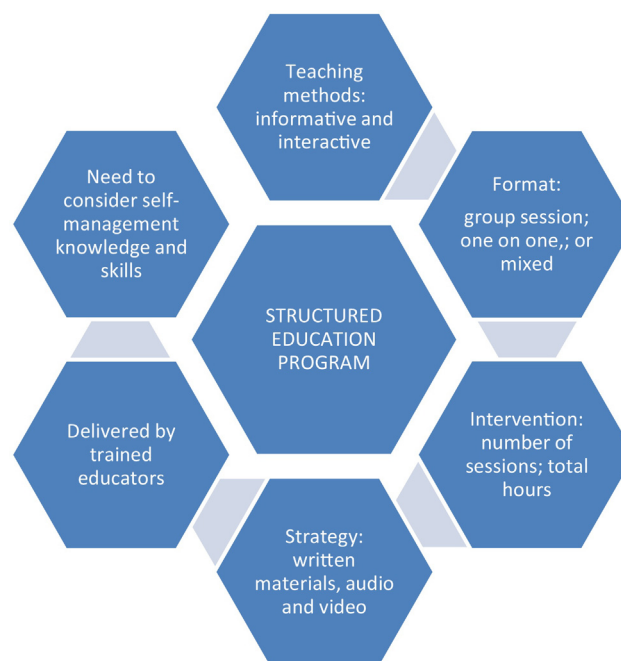 Teaching
methods:
informative and
interactive
Format:
group session;
one on one,; or
mixed
Intervention:
number of
sessions; total
hours
Strategy:
written
materials, audio
and video
Delivered by
trained
educators
Need to
consider self-
management
knowledge and
skills
STRUCTURED
EDUCATION
PROGRAM